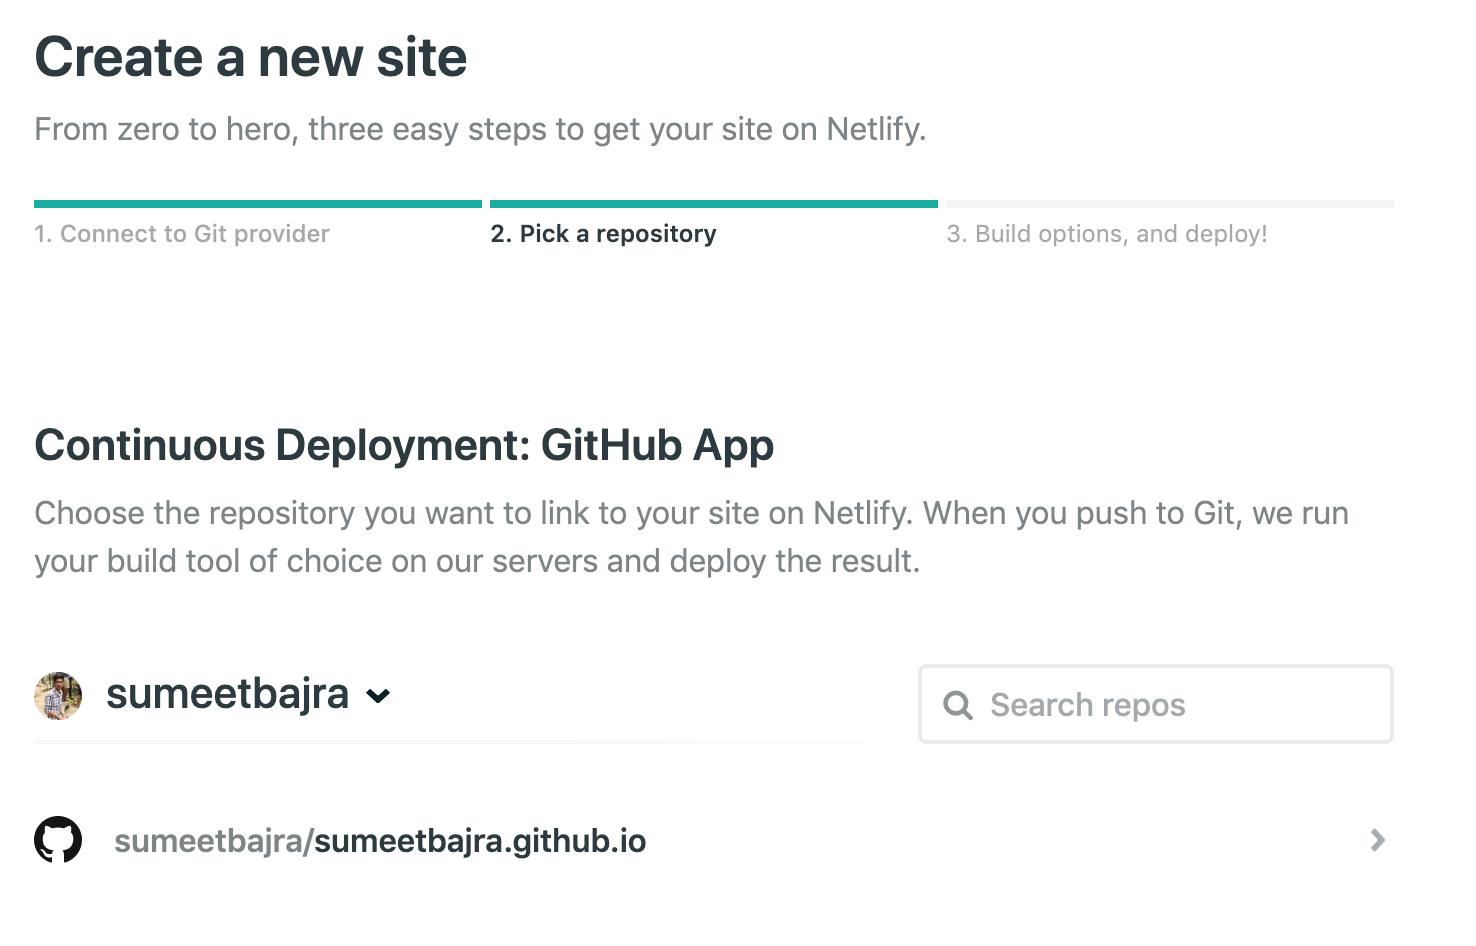 Create a new site
From zero to hero, three easy steps to get your site on Netlify.
1. Connect to Git provider
2. Pick a repository
3. Build options, and deploy!
Continuous Deployment: GitHub App
Choose the repository you want to link to your site on Netlify. When you push to Git, we run
your build tool of choice on our servers and deploy the result.
sumeetbajra
Search repos
sumeetbajra/sumeetbajra.github.io